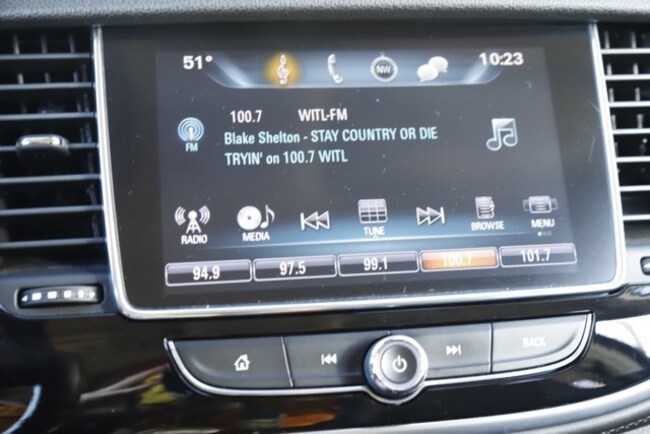 51° NW 10:23
100.7 WITL-FM
FM Blake Shelton - STAY COUNTRY OR DIE
TRYIN' on 100.7 WITL
RADIO MEDIA TUNE BROWSE MENU
94.9 97.5 99.1 100.7 101.7
BACK